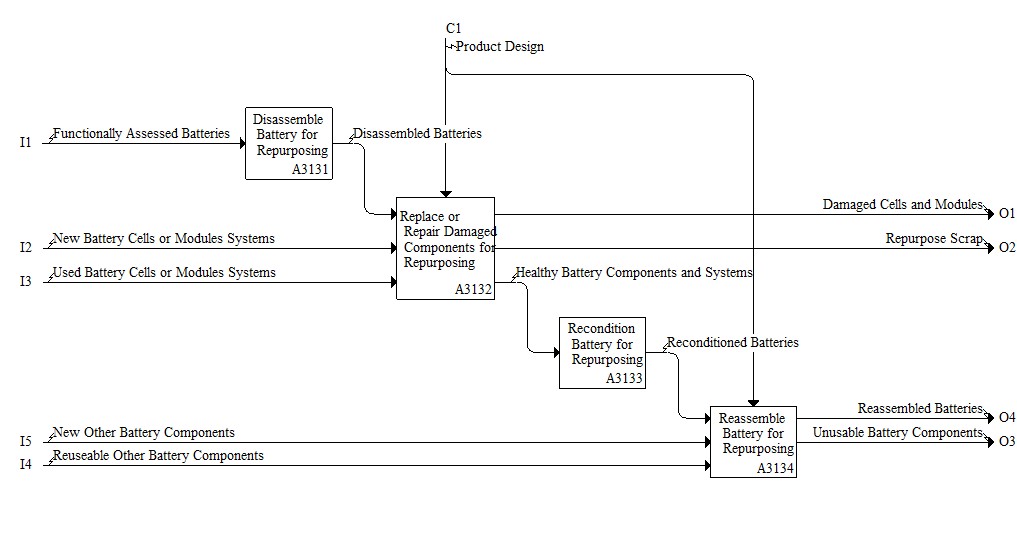 C1
Product Design
Disassemble
Battery for
Repurposing
A3131
I1
Functionally Assessed Batteries
Disassembled Batteries
Replace or
Repair Damaged
Components for
Repurposing
A3132
Damaged Cells and Modules
O1
I2
New Battery Cells or Modules Systems
Repurpose Scrap
O2
I3
Used Battery Cells or Modules Systems
Healthy Battery Components and Systems
Recondition
Battery for
Repurposing
A3133
Reconditioned Batteries
Reassemble
Battery for
Repurposing
A3134
Reassembled Batteries
O4
I5
New Other Battery Components
Unusable Battery Components
O3
I4
Reuseable Other Battery Components